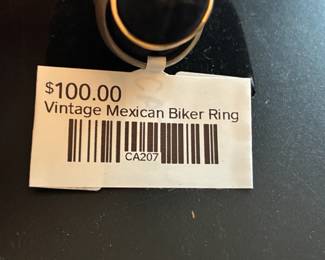 $100.00
Vintage Mexican Biker Ring
CA207